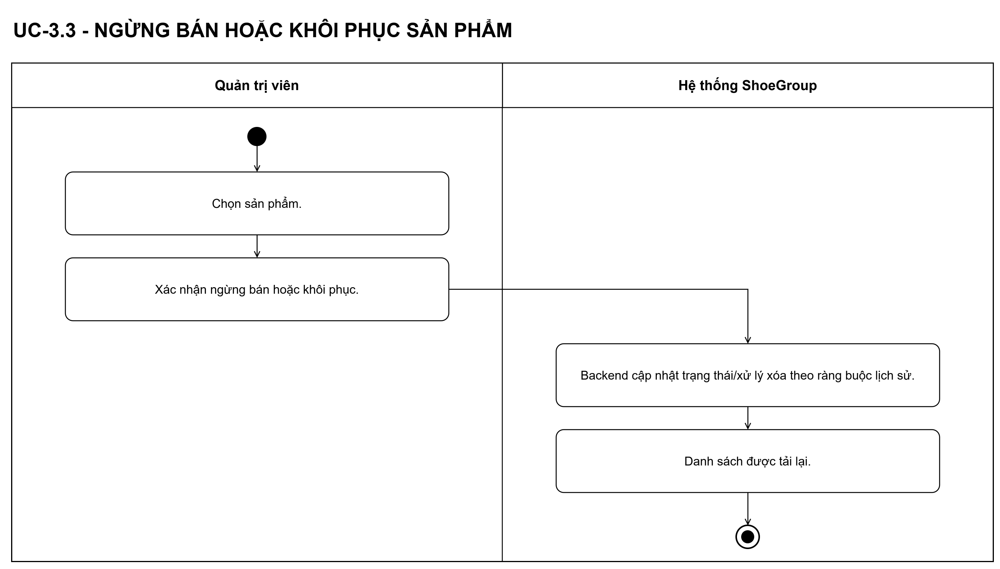 UC-3.3 - NGỪNG BÁN HOẶC KHÔI PHỤC SẢN PHẨM
Quản trị viên
Hệ thống ShoeGroup
Chọn sản phẩm.
Xác nhận ngừng bán hoặc khôi phục.
Backend cập nhật trạng thái/xử lý xóa theo ràng buộc lịch sử.
Danh sách được tải lại.